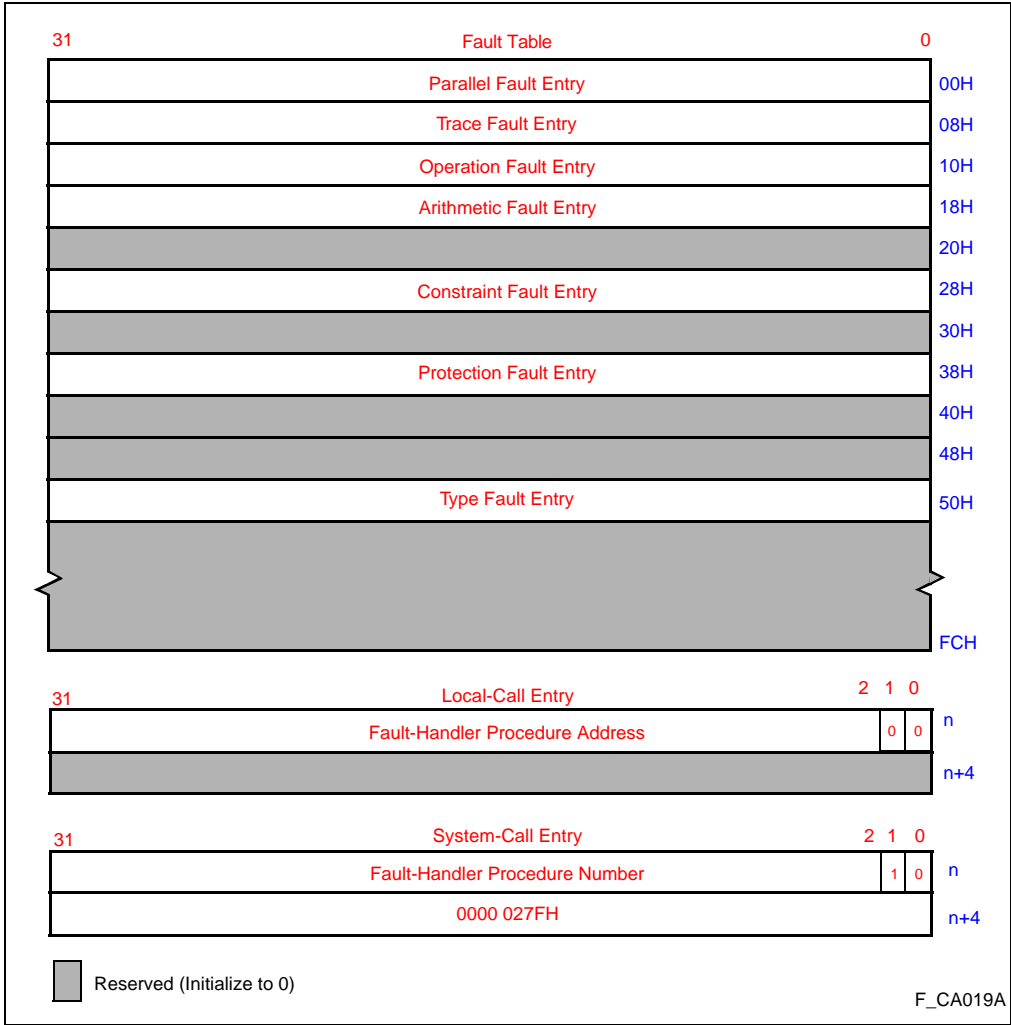 31 Fault Table 0
Parallel Fault Entry 00H
Trace Fault Entry 08H
Operation Fault Entry 10H
Arithmetic Fault Entry 18H
20H
Constraint Fault Entry 28H
30H
Protection Fault Entry 38H
40H
48H
Type Fault Entry 50H
FCH
31 Local-Call Entry 2 1 0
Fault-Handler Procedure Address 0 0 n
n+4
31 System-Call Entry 2 1 0
Fault-Handler Procedure Number 1 0 n
0000 027FH n+4
Reserved (Initialize to 0)
F_CA019A